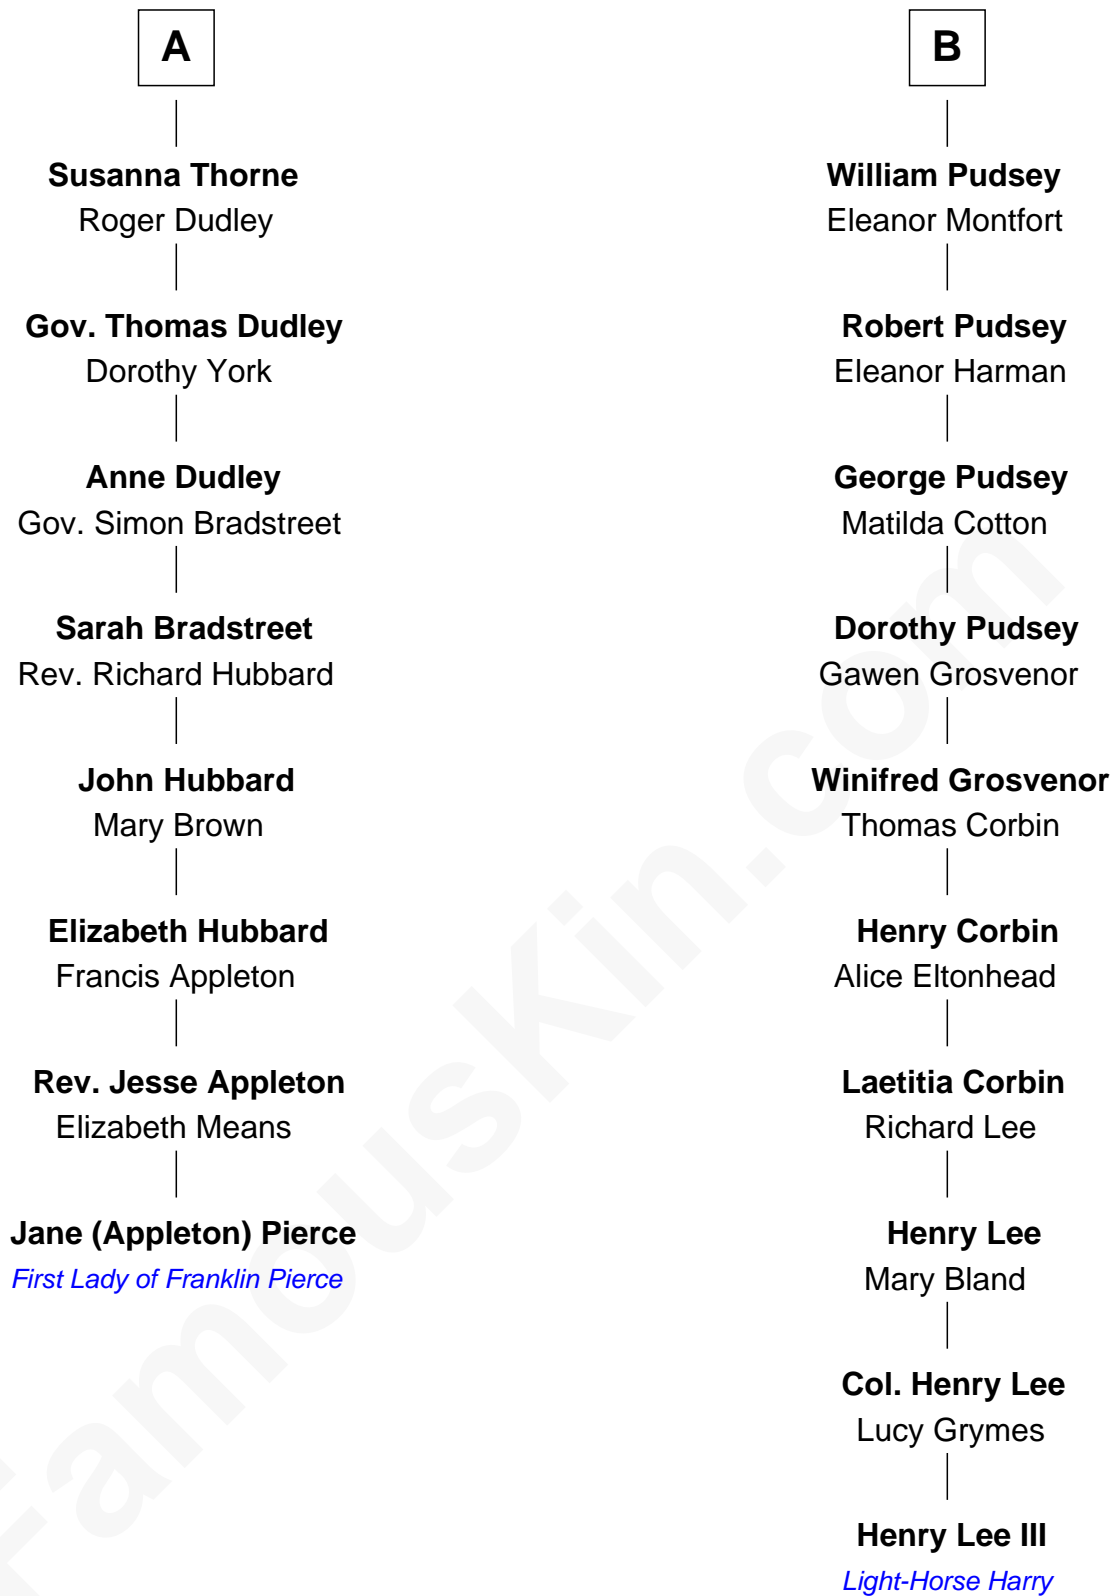 A
Susanna Thorne
Roger Dudley
Gov. Thomas Dudley
Dorothy York
Anne Dudley
Gov. Simon Bradstreet
Sarah Bradstreet
Rev. Richard Hubbard
John Hubbard
Mary Brown
Elizabeth Hubbard
Francis Appleton
Rev. Jesse Appleton
Elizabeth Means
Jane (Appleton) Pierce
First Lady of Franklin Pierce
B
William Pudsey
Eleanor Montfort
Robert Pudsey
Eleanor Harman
George Pudsey
Matilda Cotton
Dorothy Pudsey
Gawen Grosvenor
Winifred Grosvenor
Thomas Corbin
Henry Corbin
Alice Eltonhead
Laetitia Corbin
Richard Lee
Henry Lee
Mary Bland
Col. Henry Lee
Lucy Grymes
Henry Lee III
Light-Horse Harry
FamousKin.com